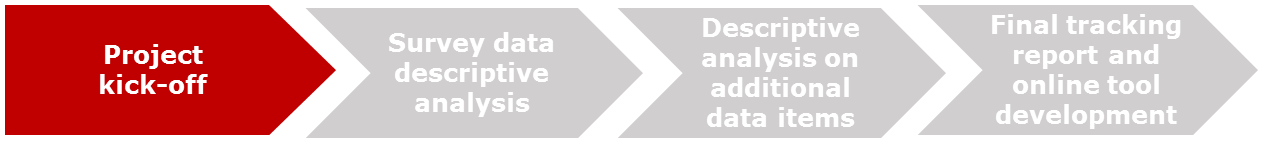 Project
kick-off
Survey data
descriptive
analysis
Descriptive
analysis on
additional
data items
Final tracking
report and
online tool
development